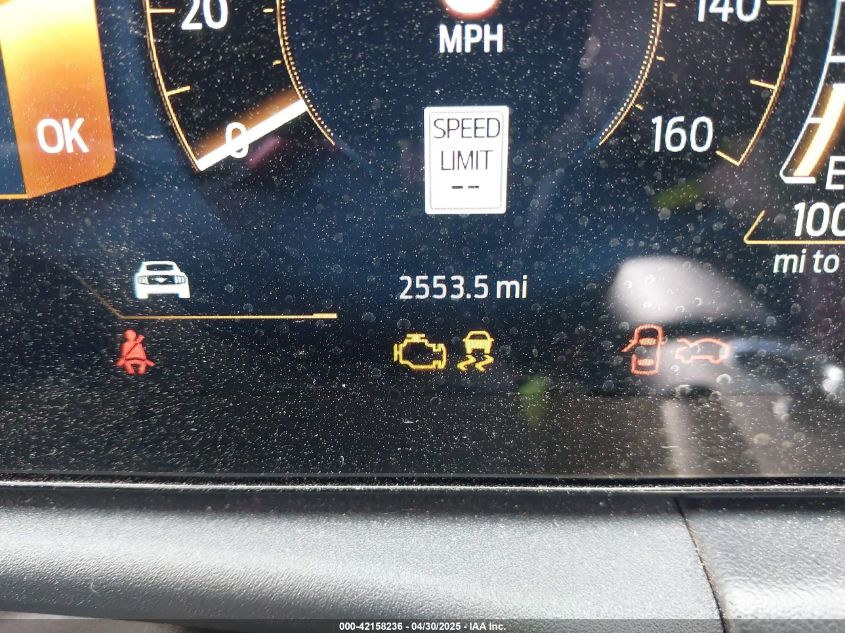 20
140
MPH
OK
0
SPEED
LIMIT
--
160
E
100
2553.5 mi
mi to
000-42158236 - 04/30/2025 - IAA Inc.